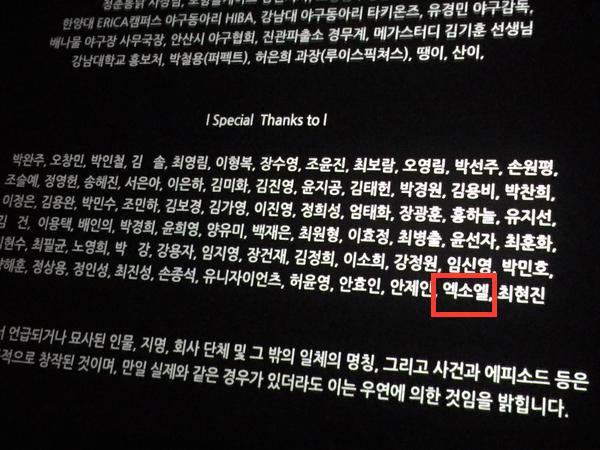 한양대 ERICA캠퍼스 야구동아리 HIBA, 강남대 야구동아리 타키온즈, 유경민 야구감독,
배나물 야구장 사무국장, 안산시 야구협회, 진관파출소 경무계, 메가스터디 김기훈 선생님
강남대학교 홍보처, 박철용(퍼펙트), 허은희 과장(루이스픽쳐스), 땡이, 산이,
l Special Thanks to l
박완주, 오창민, 박인철, 김 솔, 최영림, 이형복, 장수영, 조윤진, 최보람, 오영림, 박선주, 손원평,
조슬예, 정영헌, 송해진, 서은아, 이은하, 김미화, 김진영, 윤지공, 김태헌, 박경원, 김용비, 박찬희,
이정은, 김용완, 박민수, 조민하, 김보경, 김가영, 이진영, 정희성, 엄태화, 장광훈, 홍하늘, 유지선,
김 건, 이용택, 배인의, 박경희, 윤희영, 양유미, 백재은, 최원형, 이효정, 최병출, 윤선자, 최훈화,
최필균, 노영희, 박 강, 강용자, 임지영, 장건재, 김정희, 이소희, 강정원, 임신영, 박민호,
정상용, 정인성, 최진성, 손종석, 유니자이언츠, 허윤영, 안효인, 안제인, 엑소엘, 최현진
언급되거나 묘사된 인물, 지명, 회사 단체 및 그 밖의 일체의 명칭, 그리고 사건과 에피소드 등은
창작된 것이며, 만일 실제와 같은 경우가 있더라도 이는 우연에 의한 것임을 밝힙니다.